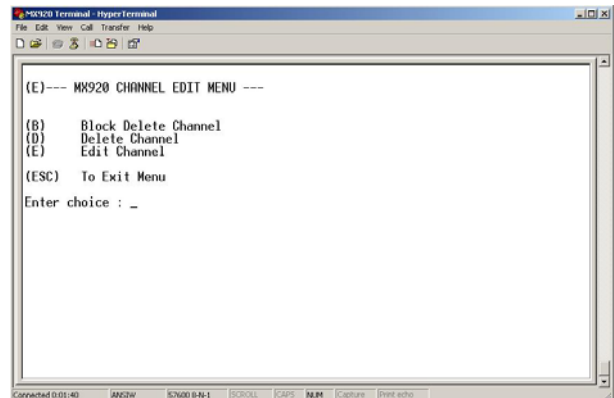 MX920 Terminal - HyperTerminal
File Edit View Call Transfer Help
(E)--- MX920 CHANNEL EDIT MENU ---
(B) Block Delete Channel
(D) Delete Channel
(E) Edit Channel
(ESC) To Exit Menu
Enter choice : _
Connected 0:01:40 ANSIW 57600 8-N-1 SCROLL CAPS NUM Capture Print echo